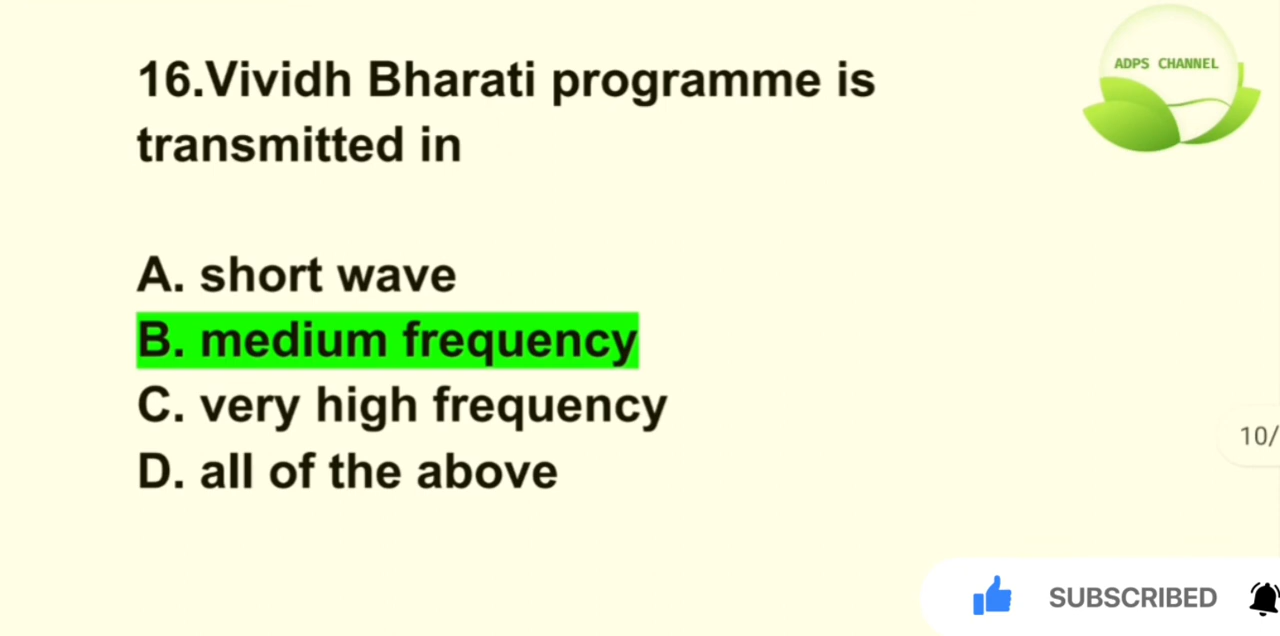 ADPS CHANNEL
16.Vividh Bharati programme is
transmitted in
A. short wave
B. medium frequency
C. very high frequency
D. all of the above
10/
SUBSCRIBED